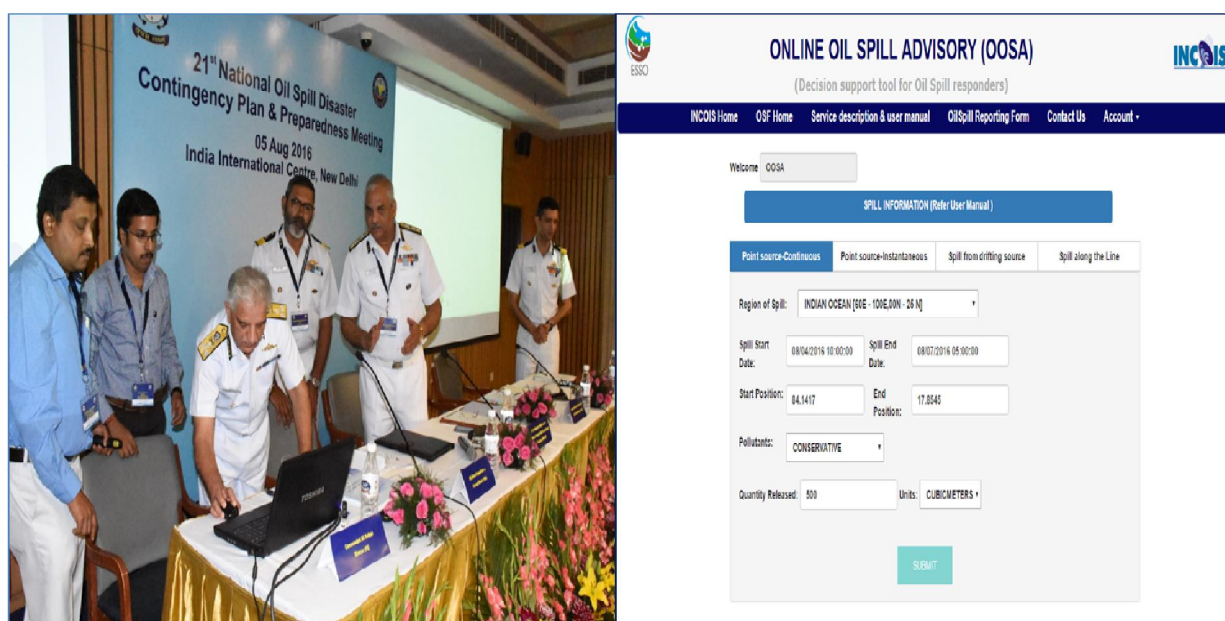 21st National Oil Spill Disaster
Contingency Plan & Preparedness Meeting
05 Aug 2016
India International Centre, New Delhi
TOSHIBA
ESSO
ONLINE OIL SPILL ADVISORY (OOSA)
(Decision support tool for Oil Spill responders)
INCOIS
INCOIS Home OSF Home Service description & user manual OilSpill Reporting Form Contact Us Account
Welcome OOSA
SPILL INFORMATION (Refer User Manual )
Point source-Continuous Point source-Instantaneous Spill from drifting source Spill along the Line
Region of Spill: INDIAN OCEAN [60E - 100E,00N - 25 N]
Spill Start Date: 08/04/2016 10:00:00 Spill End Date: 08/07/2016 05:00:00
Start Position: 84.1417 End Position: 17.8545
Pollutants: CONSERVATIVE
Quantity Released: 500 Units: CUBICMETERS
SUBMIT